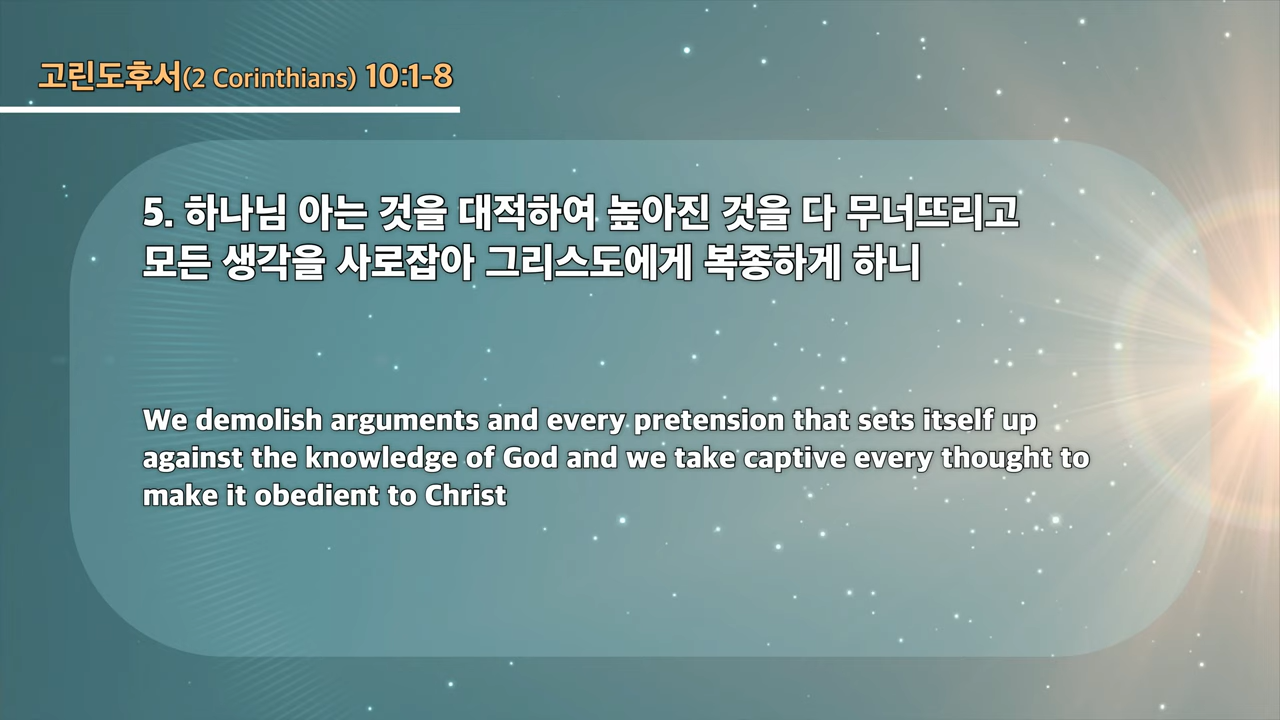 고린도후서(2 Corinthians) 10:1-8
5. 하나님 아는 것을 대적하여 높아진 것을 다 무너뜨리고
모든 생각을 사로잡아 그리스도에게 복종하게 하니
We demolish arguments and every pretension that sets itself up
against the knowledge of God and we take captive every thought to
make it obedient to Christ